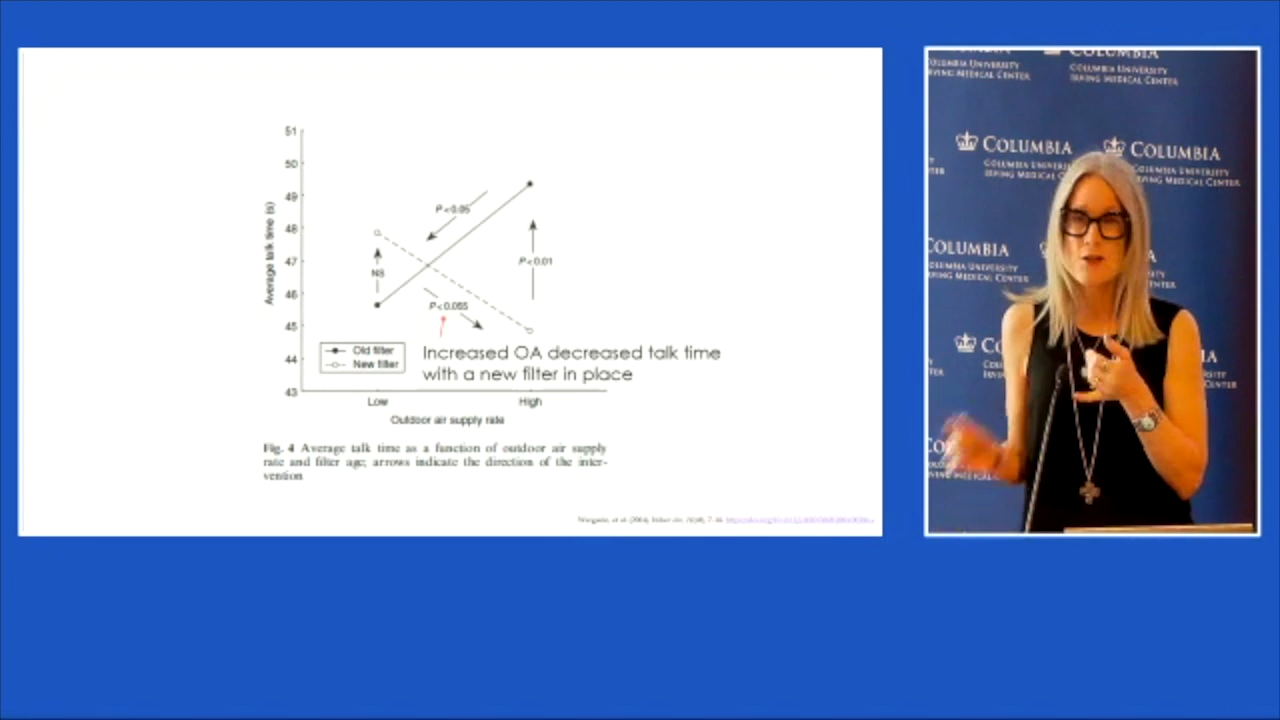 51
50
49
48
47
46
45
44
43
Average talk time (s)
P<0.05
NS
P<0.01
P<0.055
Old filter
New filter
Increased OA decreased talk time
with a new filter in place
Low
High
Outdoor air supply rate
Fig. 4 Average talk time as a function of outdoor air supply
rate and filter age; arrows indicate the direction of the inter-
vention
COLUMBIA
COLUMBIA UNIVERSITY
IRVING MEDICAL CENTER
COLUMBIA
COLUMBIA UNIVERSITY
IRVING MEDICAL CENTER
COLUMBIA
COLUMBIA